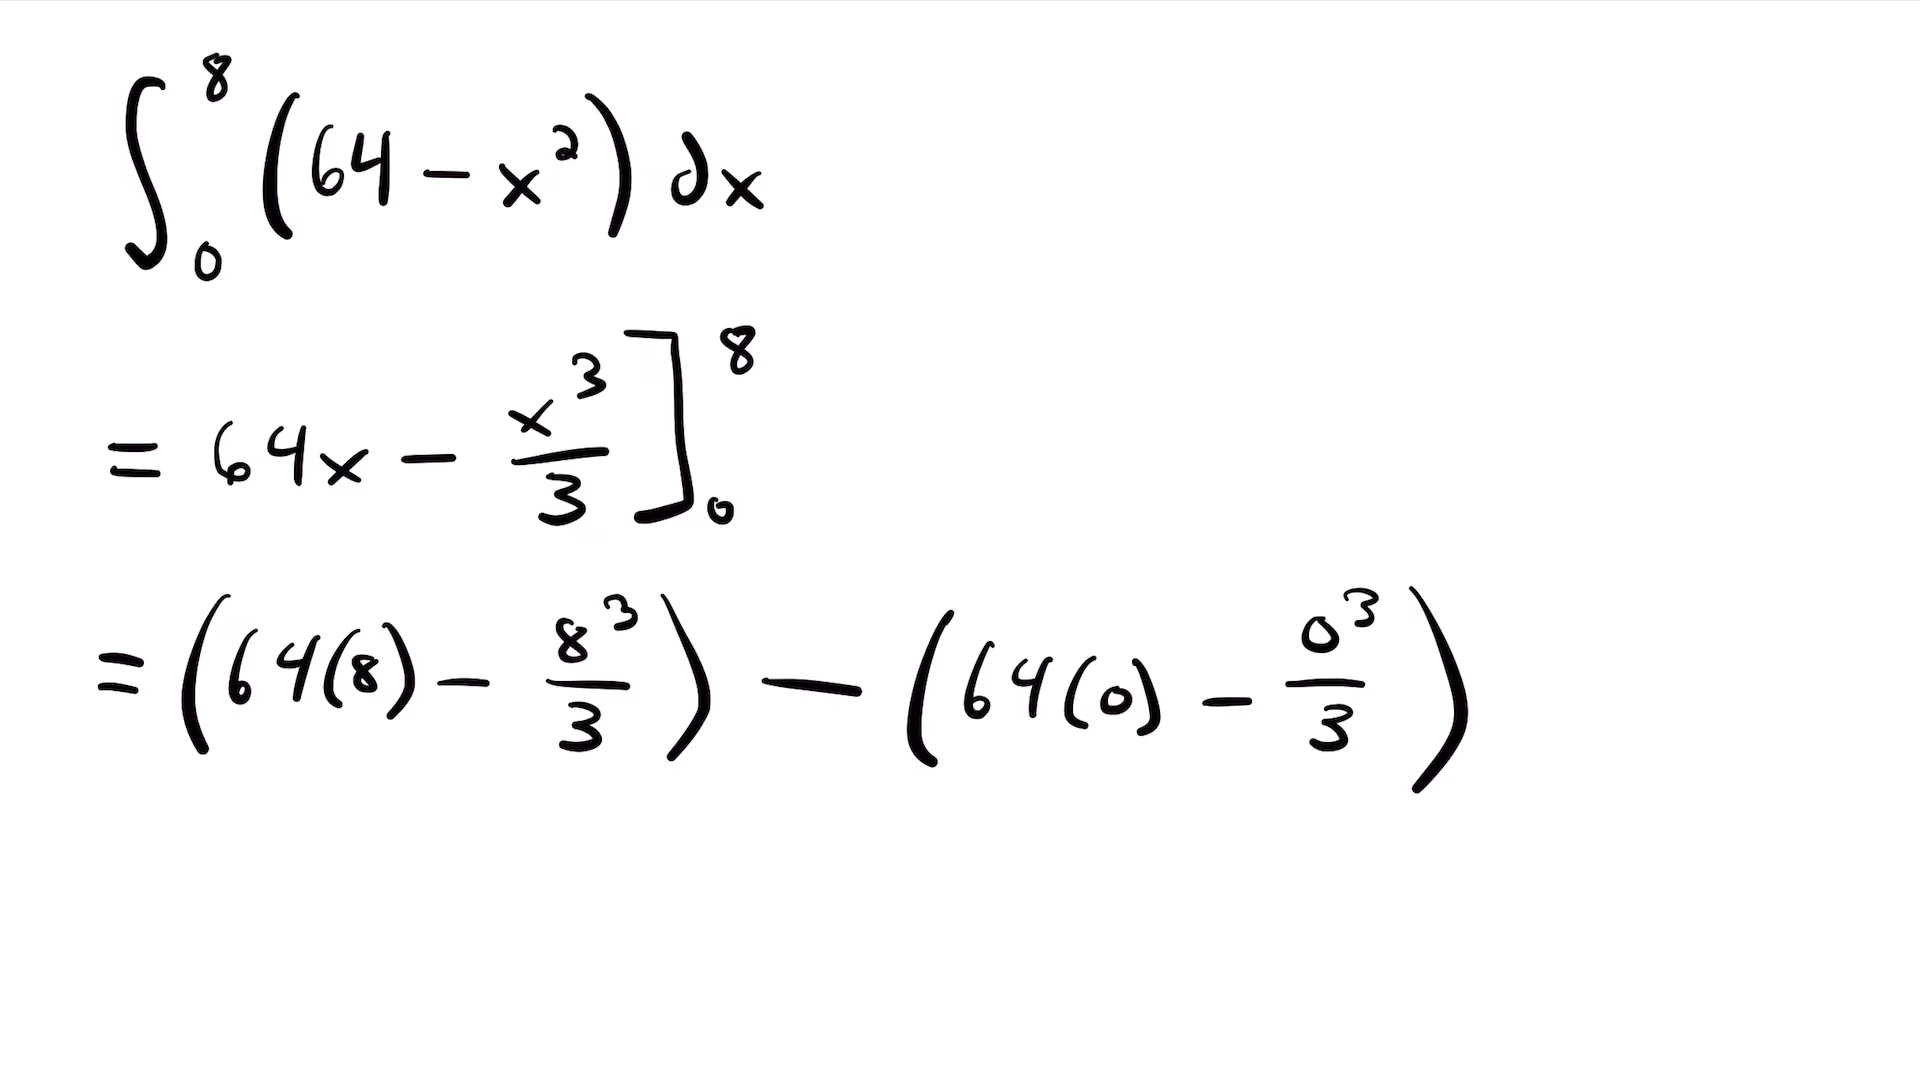 ∫₀⁸ (64 − x²) dx
= 64x − x³/3 ]₀⁸
= (64(8) − 8³/3) − (64(0) − 0³/3)